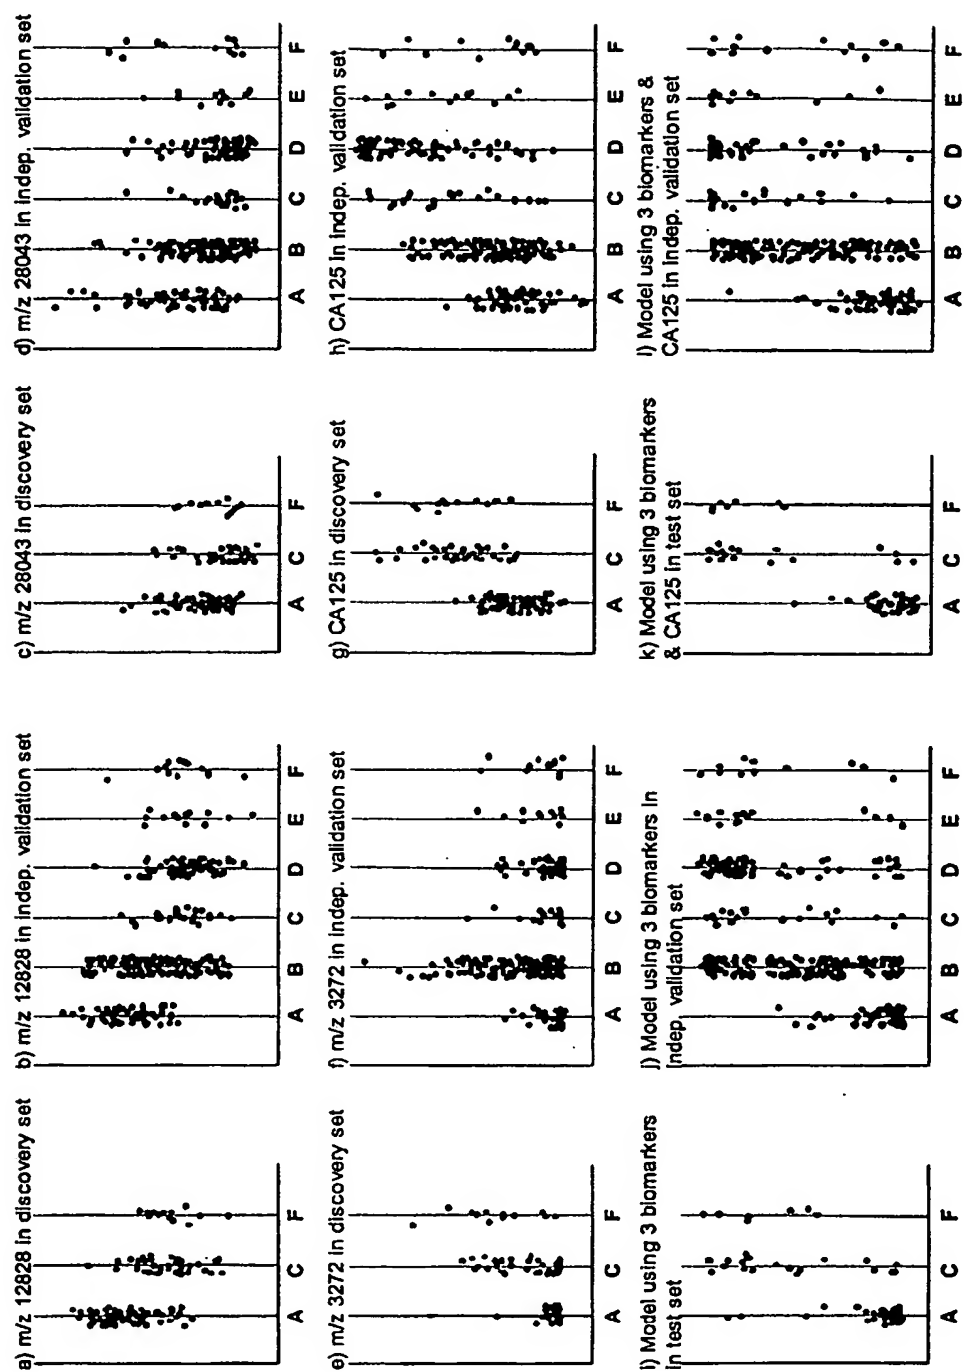 a) m/z 12828 in discovery set
A C F
b) m/z 12828 in indep. validation set
A B C D E F
c) m/z 28043 in discovery set
A C F
d) m/z 28043 in indep. validation set
A B C D E F
e) m/z 3272 in discovery set
A C F
f) m/z 3272 in indep. validation set
A B C D E F
g) CA125 in discovery set
A C F
h) CA125 in indep. validation set
A B C D E F
i) Model using 3 biomarkers
in test set
A C F
j) Model using 3 biomarkers in
indep. validation set
A B C D E F
k) Model using 3 biomarkers
& CA125 in test set
A C F
l) Model using 3 biomarkers &
CA125 in indep. validation set
A B C D E F